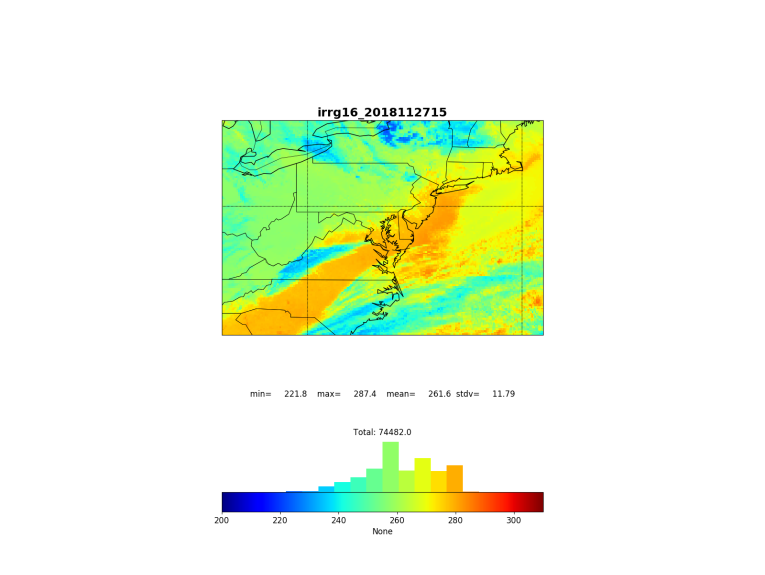 irrg16_2018112715
min= 221.8 max= 287.4 mean= 261.6 stdv= 11.79
Total: 74482.0
200 220 240 260 280 300
None